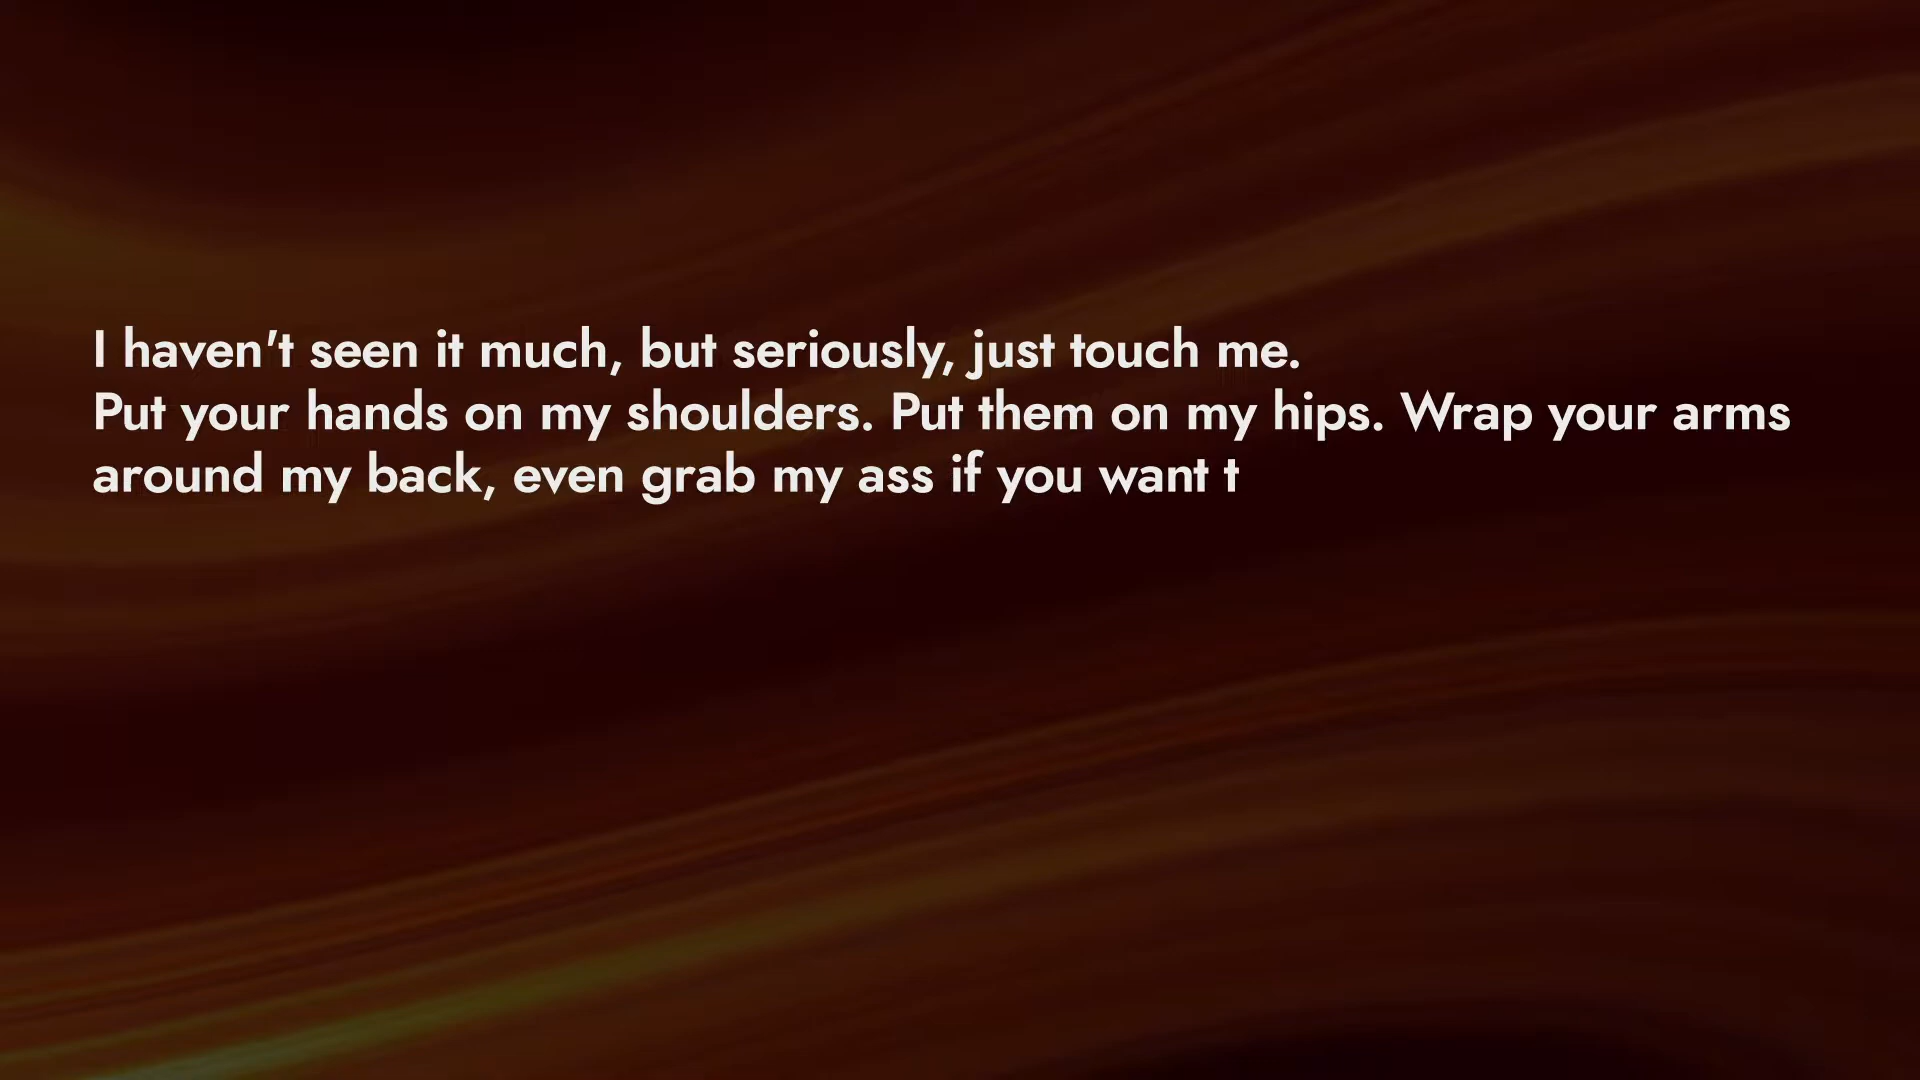 I haven't seen it much, but seriously, just touch me.
Put your hands on my shoulders. Put them on my hips. Wrap your arms
around my back, even grab my ass if you want t